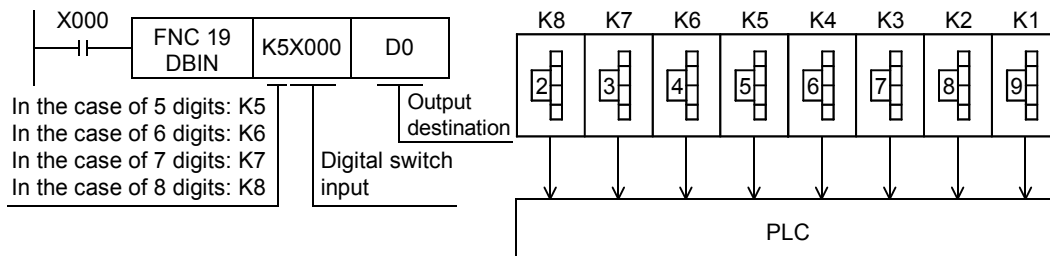 X000
FNC 19
DBIN
K5X000
D0
In the case of 5 digits: K5
In the case of 6 digits: K6
In the case of 7 digits: K7
In the case of 8 digits: K8
Output
destination
Digital switch
input
K8 K7 K6 K5 K4 K3 K2 K1
2 3 4 5 6 7 8 9
PLC